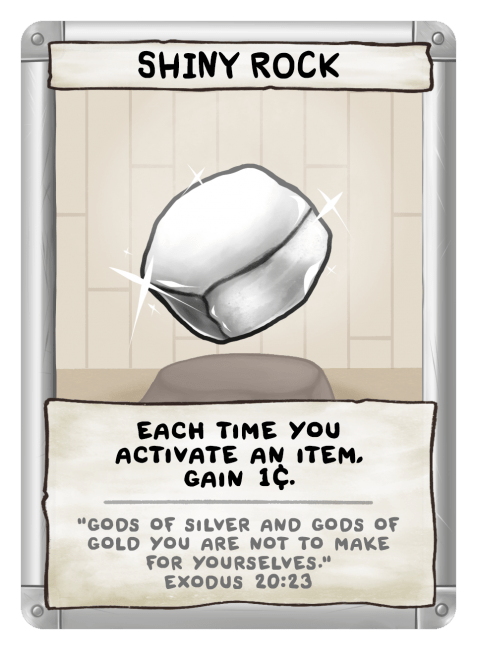 SHINY ROCK
EACH TIME YOU
ACTIVATE AN ITEM,
GAIN 1¢.
"GODS OF SILVER AND GODS OF
GOLD YOU ARE NOT TO MAKE
FOR YOURSELVES."
EXODUS 20:23